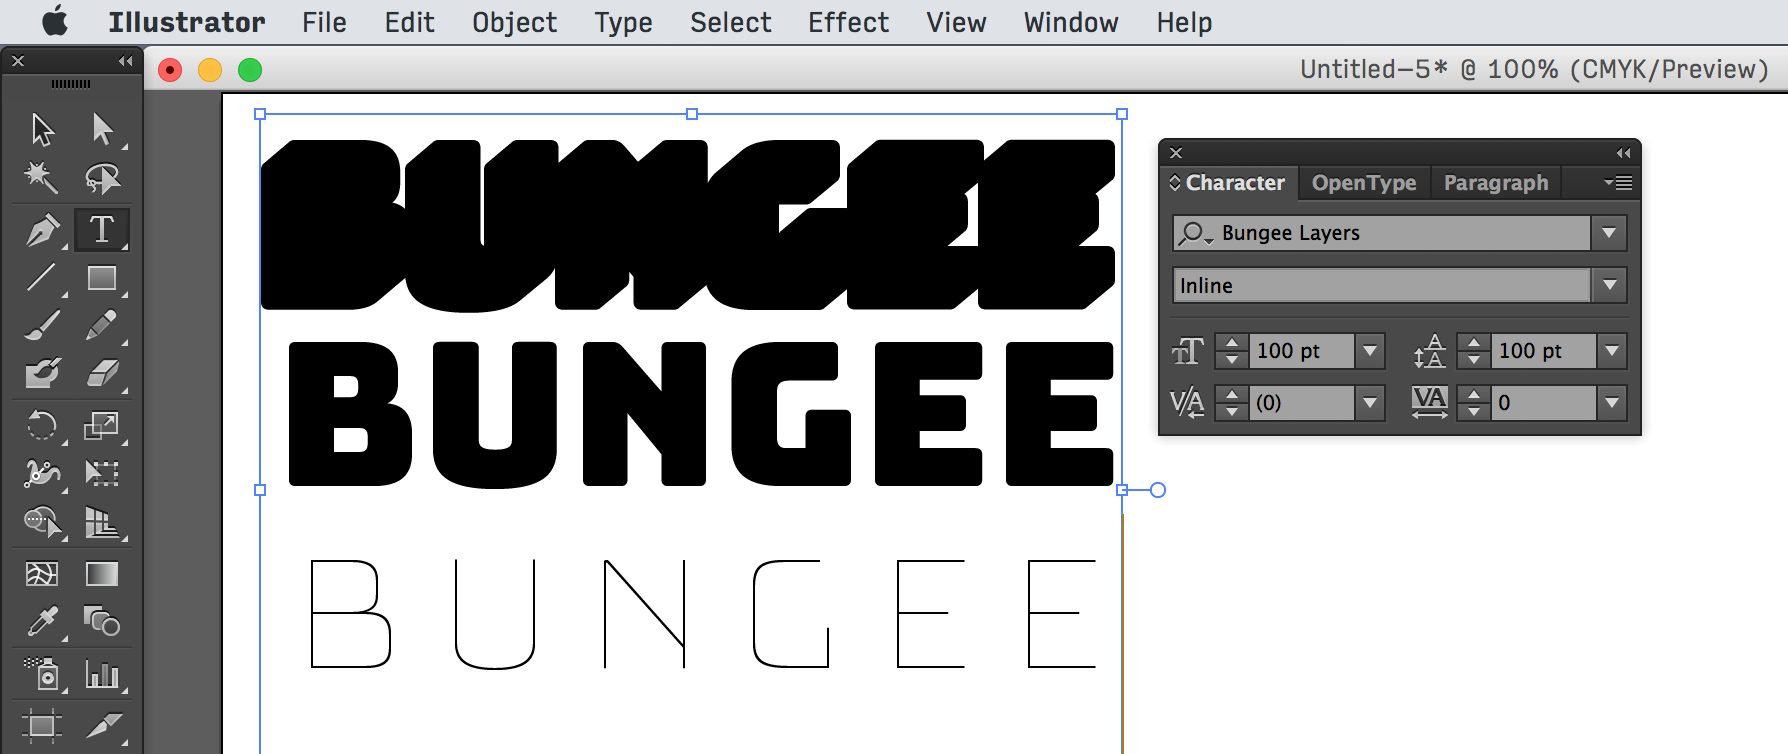 Illustrator File Edit Object Type Select Effect View Window Help
Untitled-5* @ 100% (CMYK/Preview)
BUNGEE
BUNGEE
BUNGEE
Character OpenType Paragraph
Bungee Layers
Inline
100 pt 100 pt
(0) 0